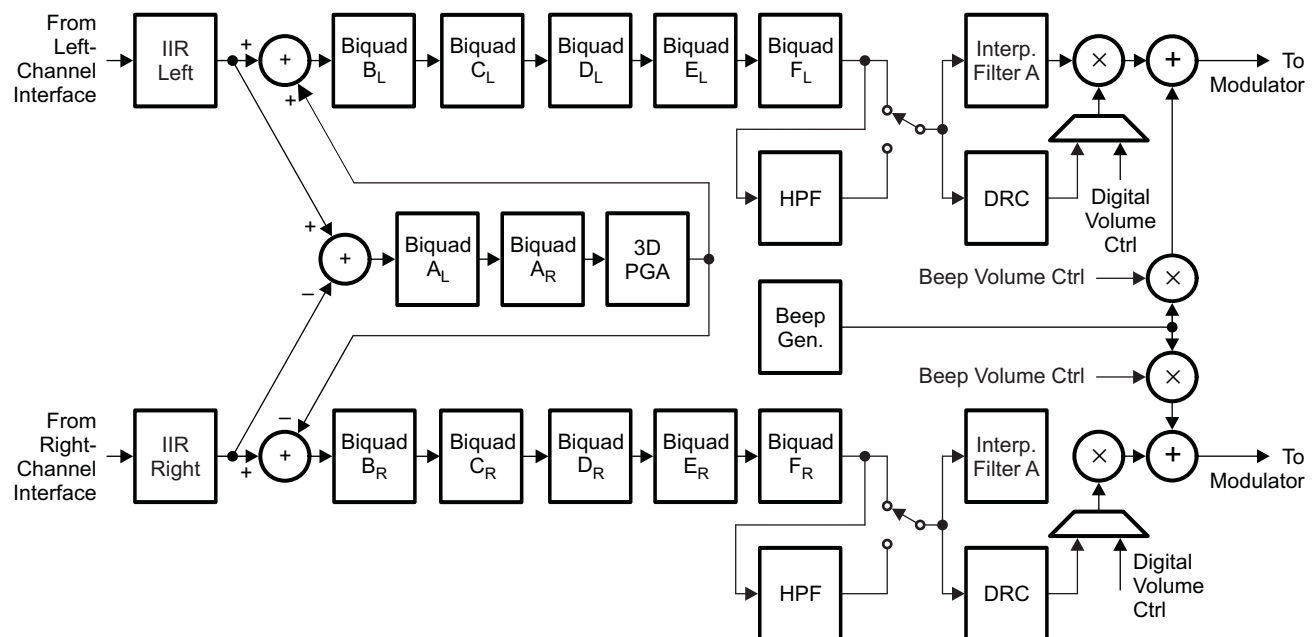 From
Left-
Channel
Interface
IIR
Left
+
+
+
Biquad
BL
Biquad
CL
Biquad
DL
Biquad
EL
Biquad
FL
Interp.
Filter A
×
+
To
Modulator
HPF
DRC
Digital
Volume
Ctrl
+
–
+
Biquad
AL
Biquad
AR
3D
PGA
Beep Volume Ctrl
×
Beep
Gen.
Beep Volume Ctrl
×
From
Right-
Channel
Interface
IIR
Right
+
–
+
Biquad
BR
Biquad
CR
Biquad
DR
Biquad
ER
Biquad
FR
Interp.
Filter A
×
+
To
Modulator
HPF
DRC
Digital
Volume
Ctrl